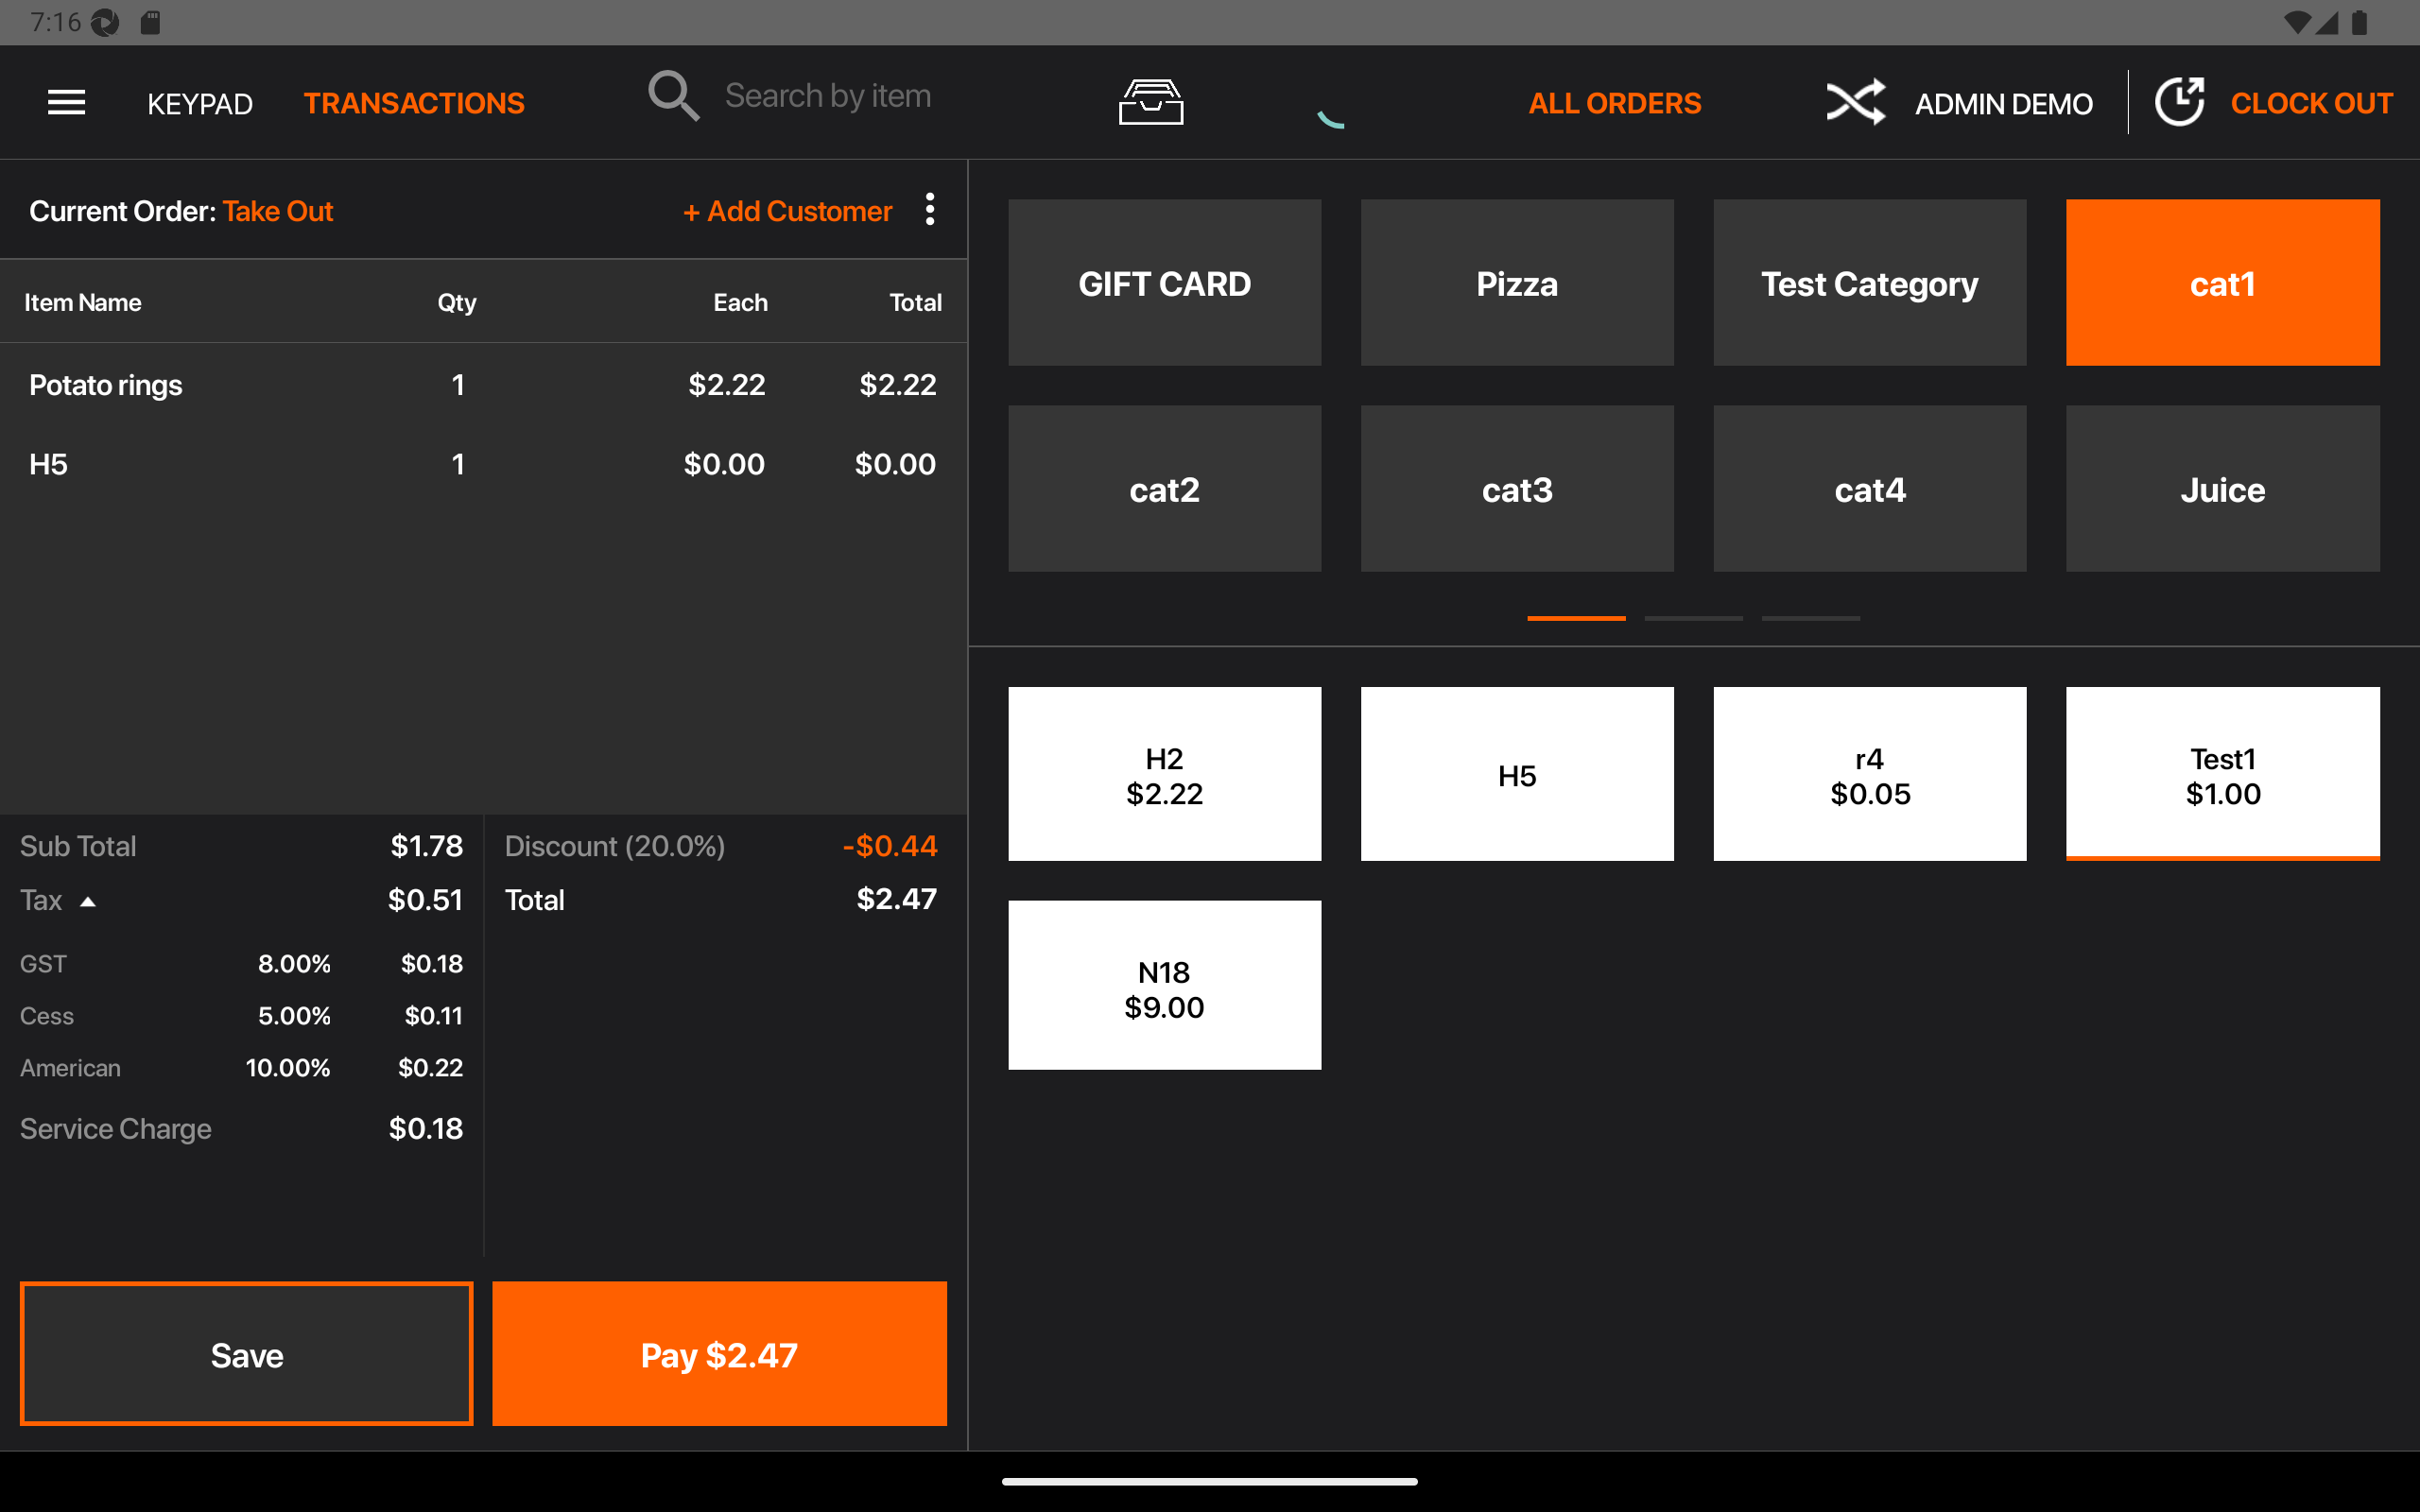 7:16
KEYPAD TRANSACTIONS Search by item ALL ORDERS ADMIN DEMO CLOCK OUT
Current Order: Take Out + Add Customer
Item Name Qty Each Total
Potato rings 1 $2.22 $2.22
H5 1 $0.00 $0.00
Sub Total $1.78
Tax $0.51
GST 8.00% $0.18
Cess 5.00% $0.11
American 10.00% $0.22
Service Charge $0.18
Discount (20.0%) -$0.44
Total $2.47
Save Pay $2.47
GIFT CARD Pizza Test Category cat1
cat2 cat3 cat4 Juice
H2
$2.22
H5
r4
$0.05
Test1
$1.00
N18
$9.00